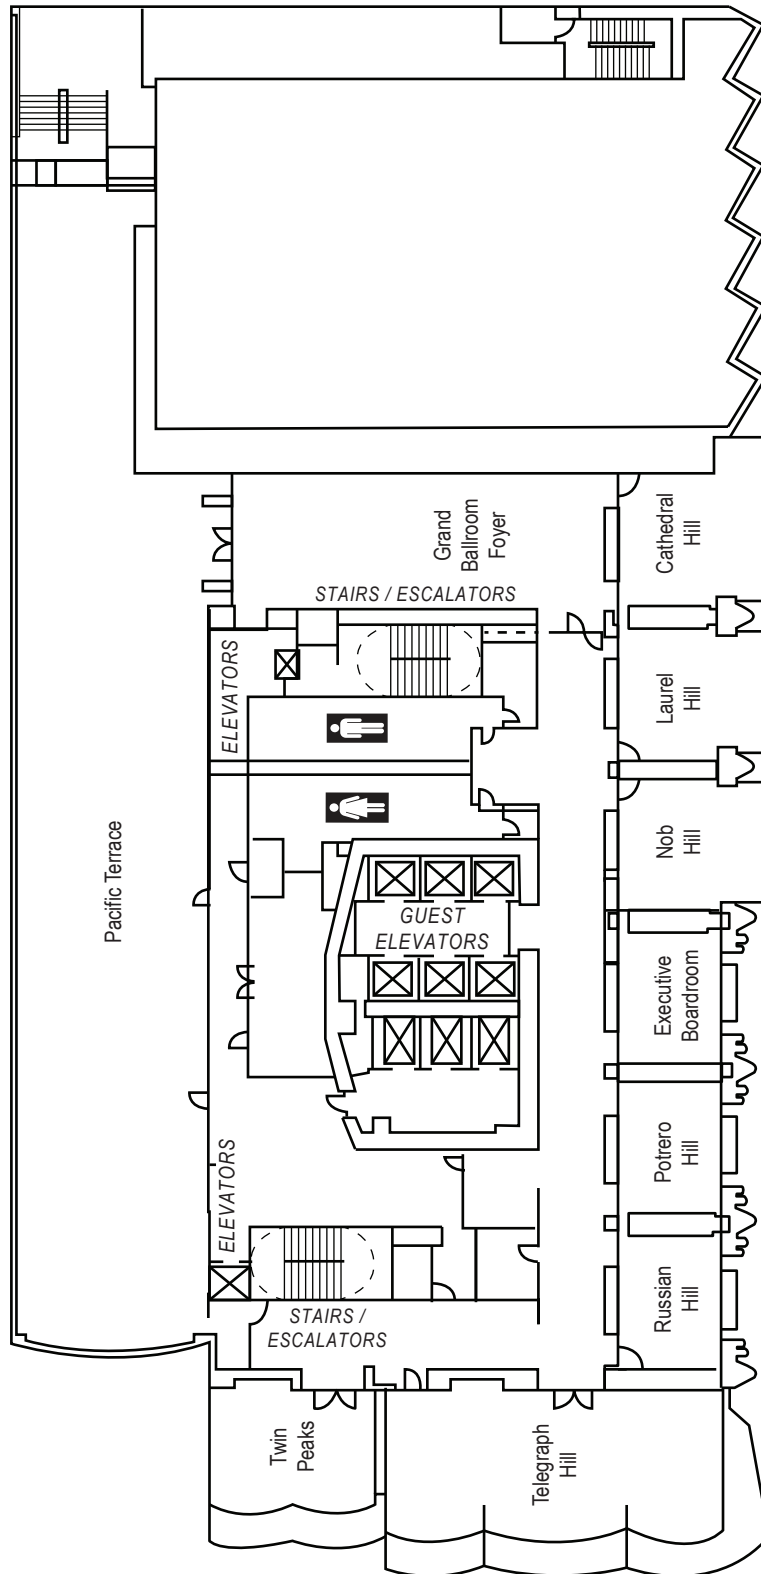 Grand
Ballroom
Foyer
Cathedral
Hill
STAIRS / ESCALATORS
ELEVATORS
Laurel
Hill
Pacific Terrace
Nob
Hill
GUEST
ELEVATORS
Executive
Boardroom
Potrero
Hill
ELEVATORS
Russian
Hill
STAIRS /
ESCALATORS
Twin
Peaks
Telegraph
Hill